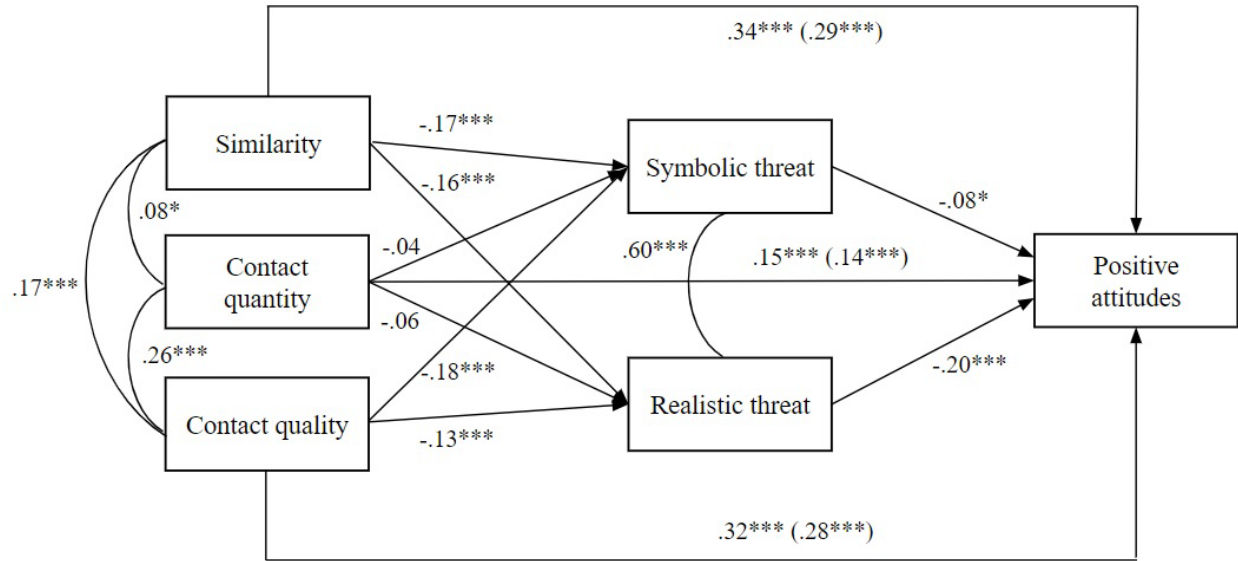 .34*** (.29***)
Similarity
-.17***
Symbolic threat
-.16***
-.08*
.08*
-.04
.60***
.15*** (.14***)
Contact
quantity
Positive
attitudes
.17***
-.06
.26***
-.18***
Realistic threat
-.20***
Contact quality
-.13***
.32*** (.28***)